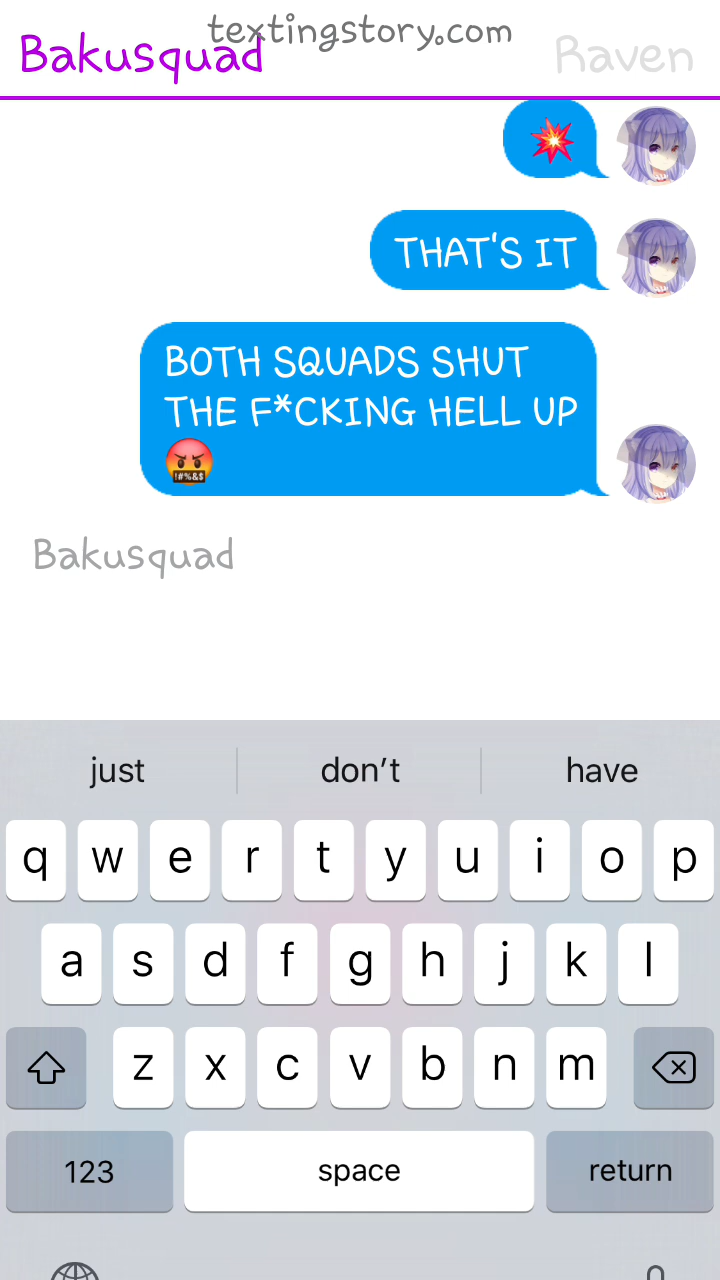 textingstory.com
Bakusquad
Raven
💥
THAT'S IT
BOTH SQUADS SHUT
THE F*CKING HELL UP
🤬
Bakusquad
just
don't
have
q w e r t y u i o p
a s d f g h j k l
z x c v b n m
123
space
return